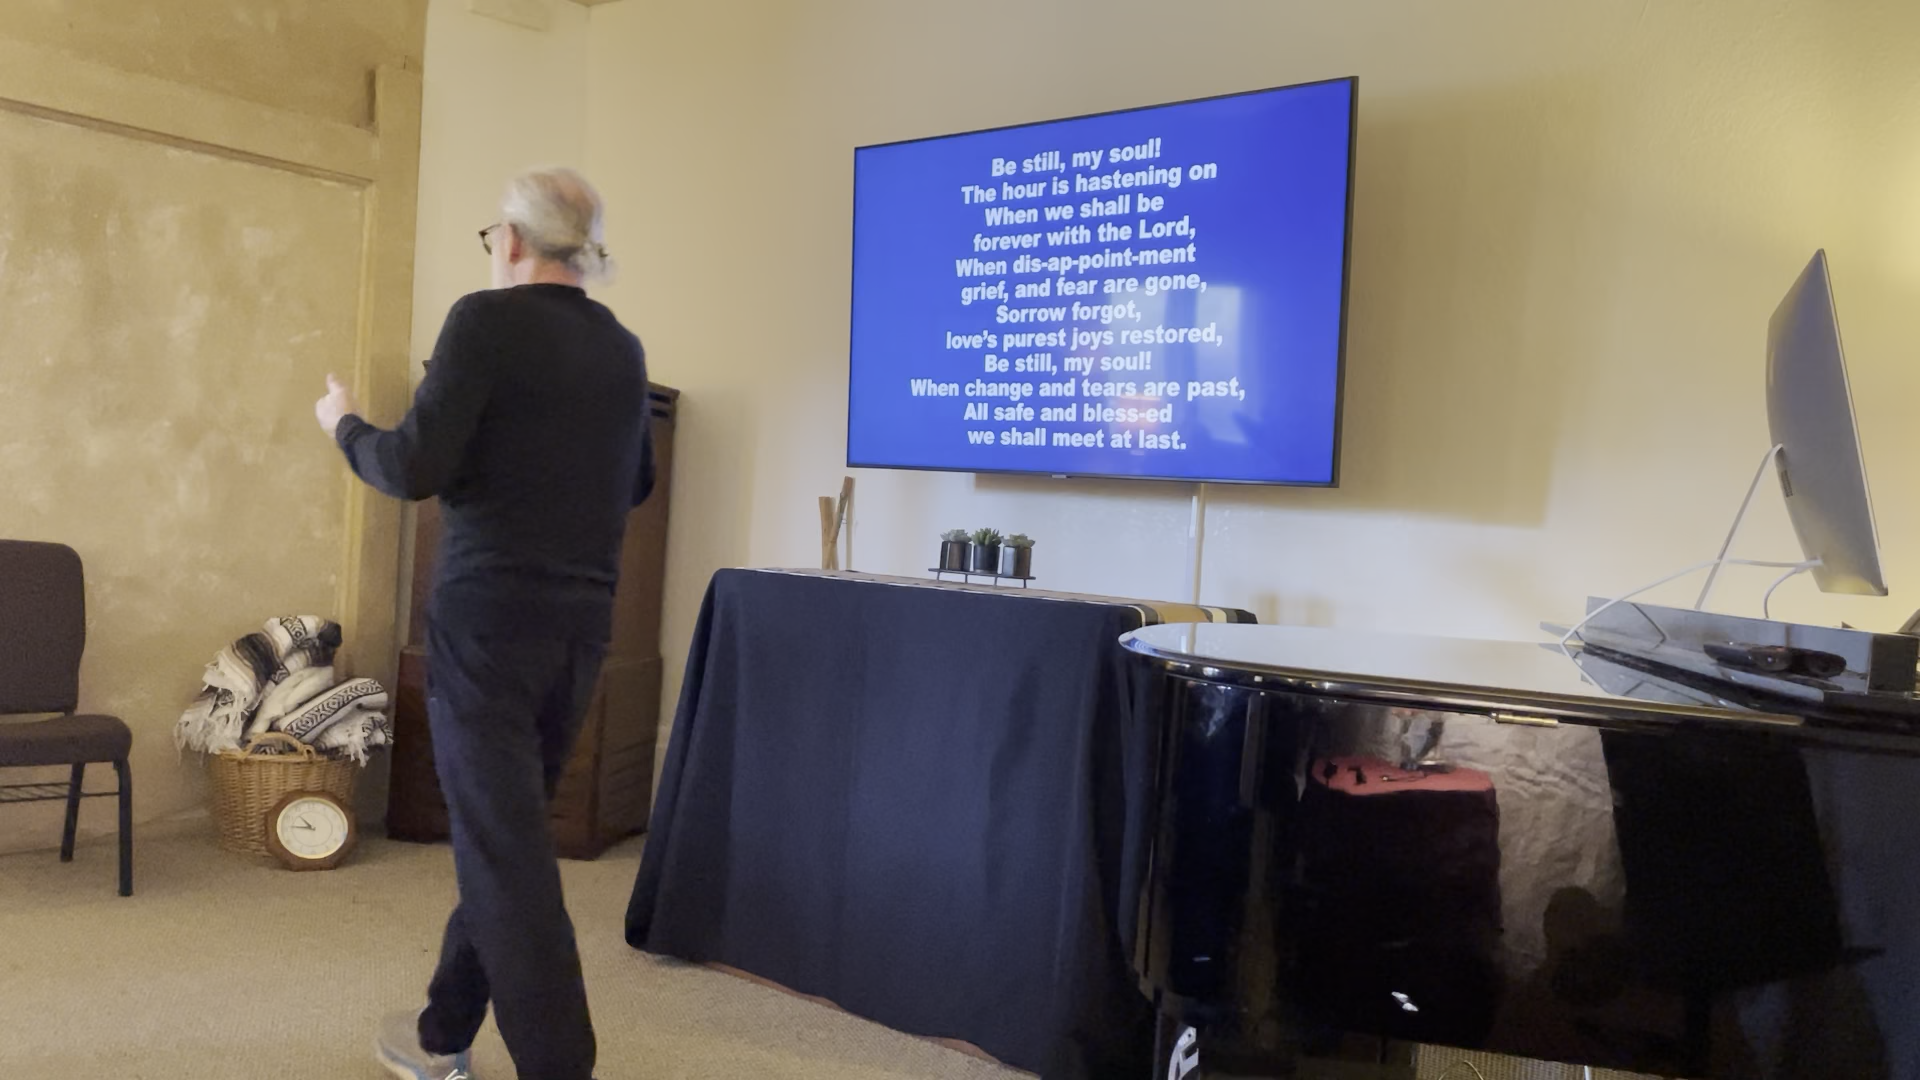 Be still, my soul!
The hour is hastening on
When we shall be
forever with the Lord,
When dis-ap-point-ment
grief, and fear are gone,
Sorrow forgot,
love's purest joys restored,
Be still, my soul!
When change and tears are past,
All safe and bless-ed
we shall meet at last.